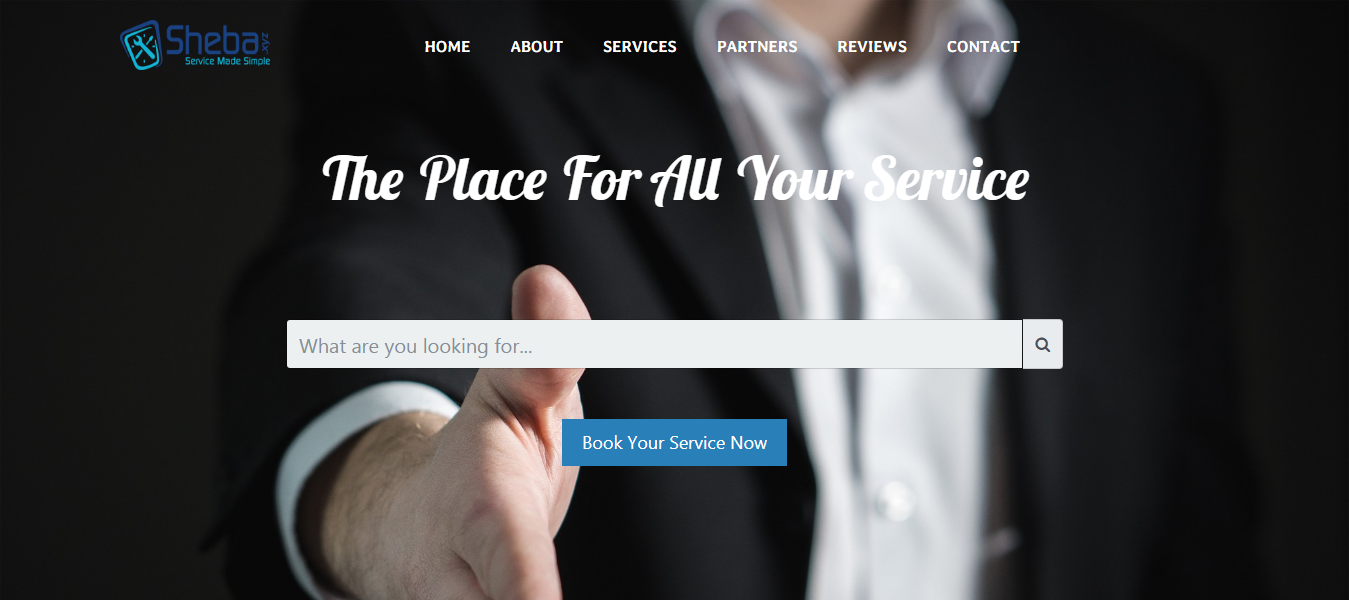 Sheba.xyz
Service Made Simple
HOME ABOUT SERVICES PARTNERS REVIEWS CONTACT
The Place For All Your Service
What are you looking for...
Book Your Service Now